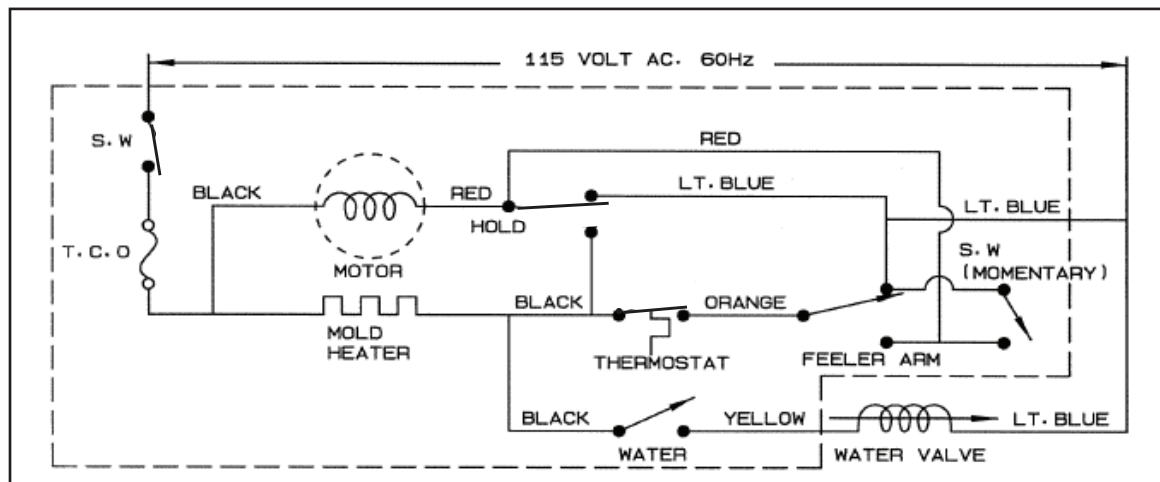 115 VOLT AC. 60Hz
S.W
RED
BLACK
RED
LT.BLUE
LT.BLUE
HOLD
T.C.O
MOTOR
S.W
(MOMENTARY)
BLACK
ORANGE
MOLD
HEATER
THERMOSTAT
FEELER ARM
BLACK
YELLOW
LT.BLUE
WATER
WATER VALVE